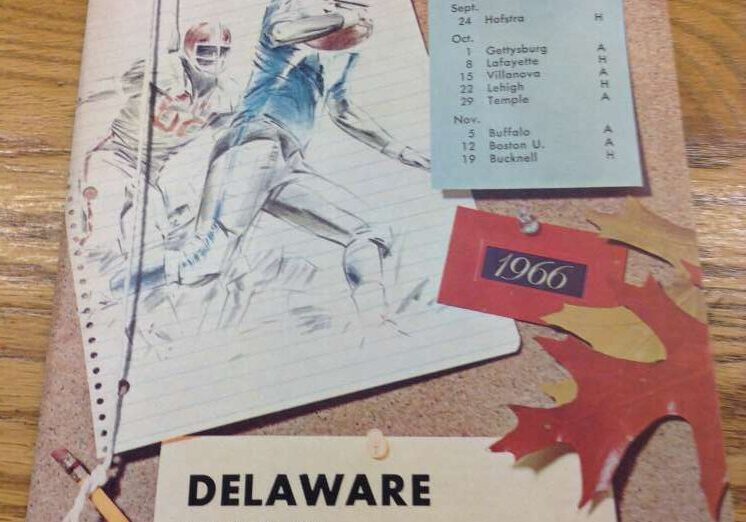 Sept.
24 Hofstra H
Oct.
1 Gettysburg A
8 Lafayette H
15 Villanova A
22 Lehigh H
29 Temple A
Nov.
5 Buffalo A
12 Boston U. A
19 Bucknell H
1966
DELAWARE